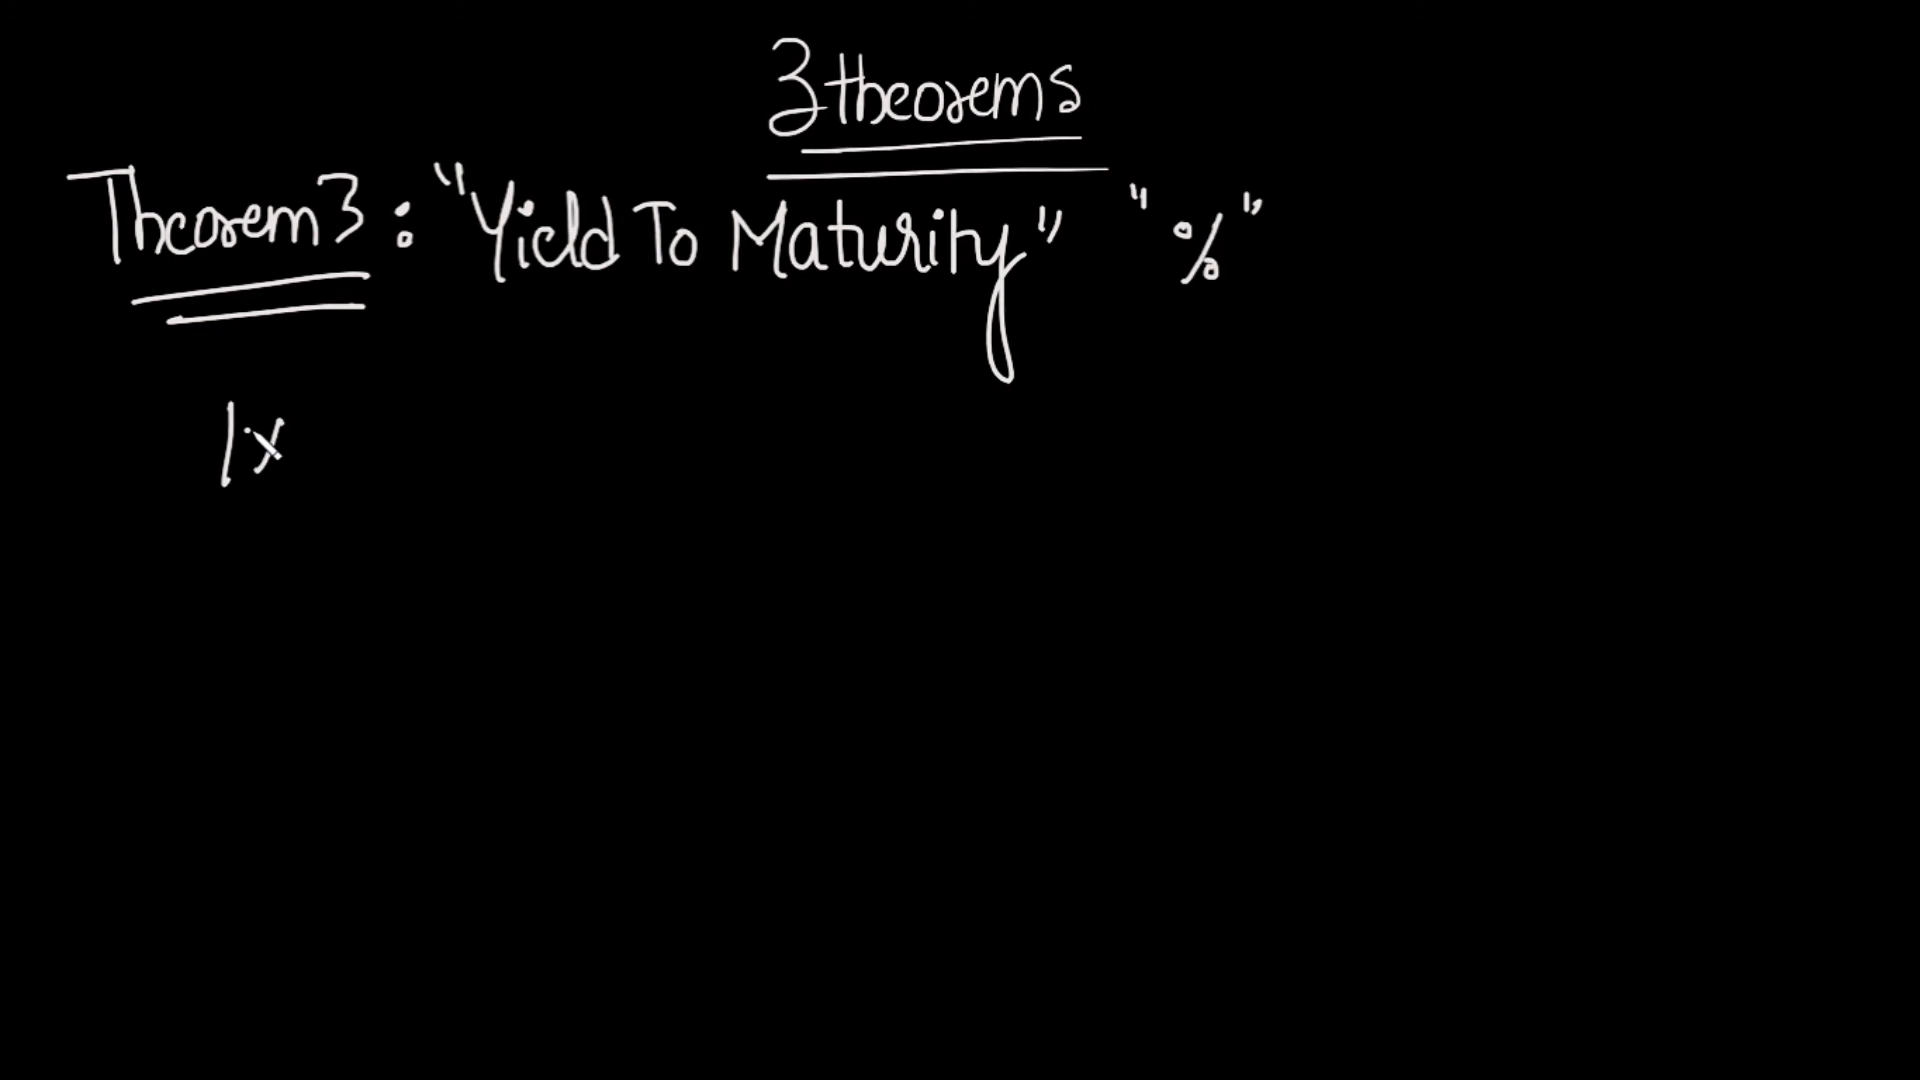 3 theorems
Theorem 3 : "Yield To Maturity" "%"
1x